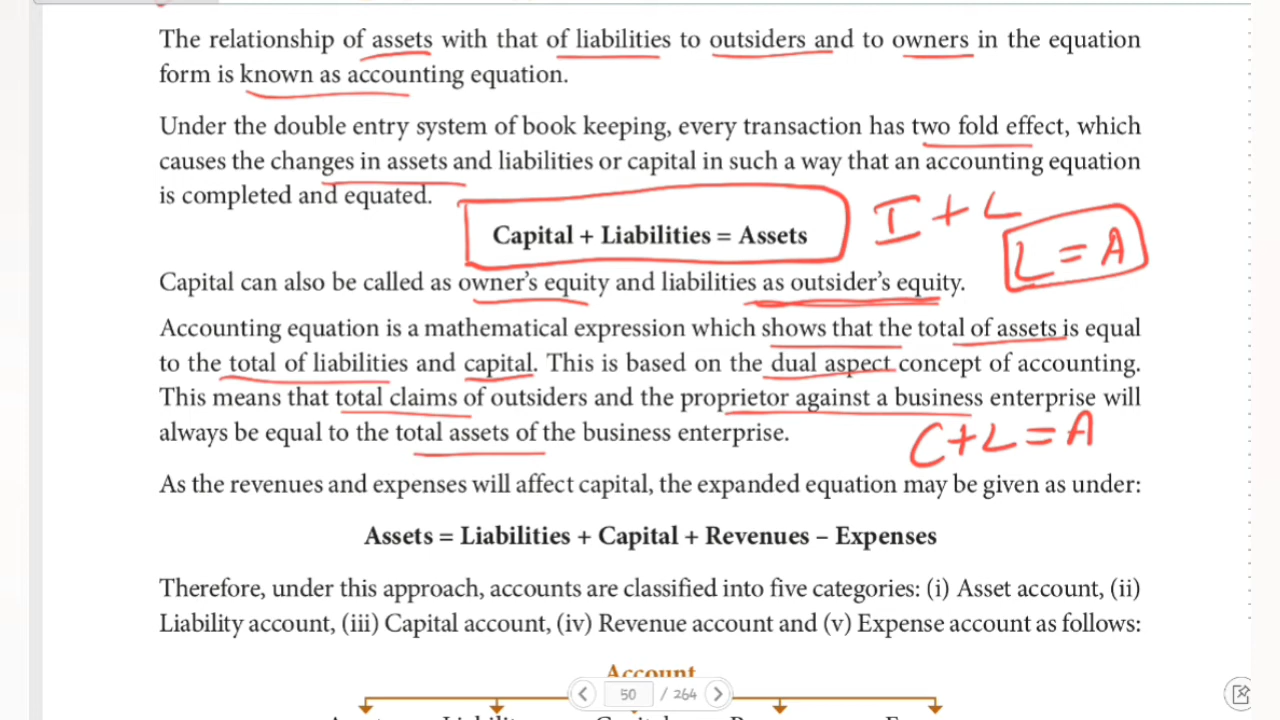 The relationship of assets with that of liabilities to outsiders and to owners in the equation
form is known as accounting equation.
Under the double entry system of book keeping, every transaction has two fold effect, which
causes the changes in assets and liabilities or capital in such a way that an accounting equation
is completed and equated.
I + L
Capital + Liabilities = Assets
L = A
Capital can also be called as owner's equity and liabilities as outsider's equity.
Accounting equation is a mathematical expression which shows that the total of assets is equal
to the total of liabilities and capital. This is based on the dual aspect concept of accounting.
This means that total claims of outsiders and the proprietor against a business enterprise will
always be equal to the total assets of the business enterprise.
C+L=A
As the revenues and expenses will affect capital, the expanded equation may be given as under:
Assets = Liabilities + Capital + Revenues – Expenses
Therefore, under this approach, accounts are classified into five categories: (i) Asset account, (ii)
Liability account, (iii) Capital account, (iv) Revenue account and (v) Expense account as follows:
Account
50 / 264